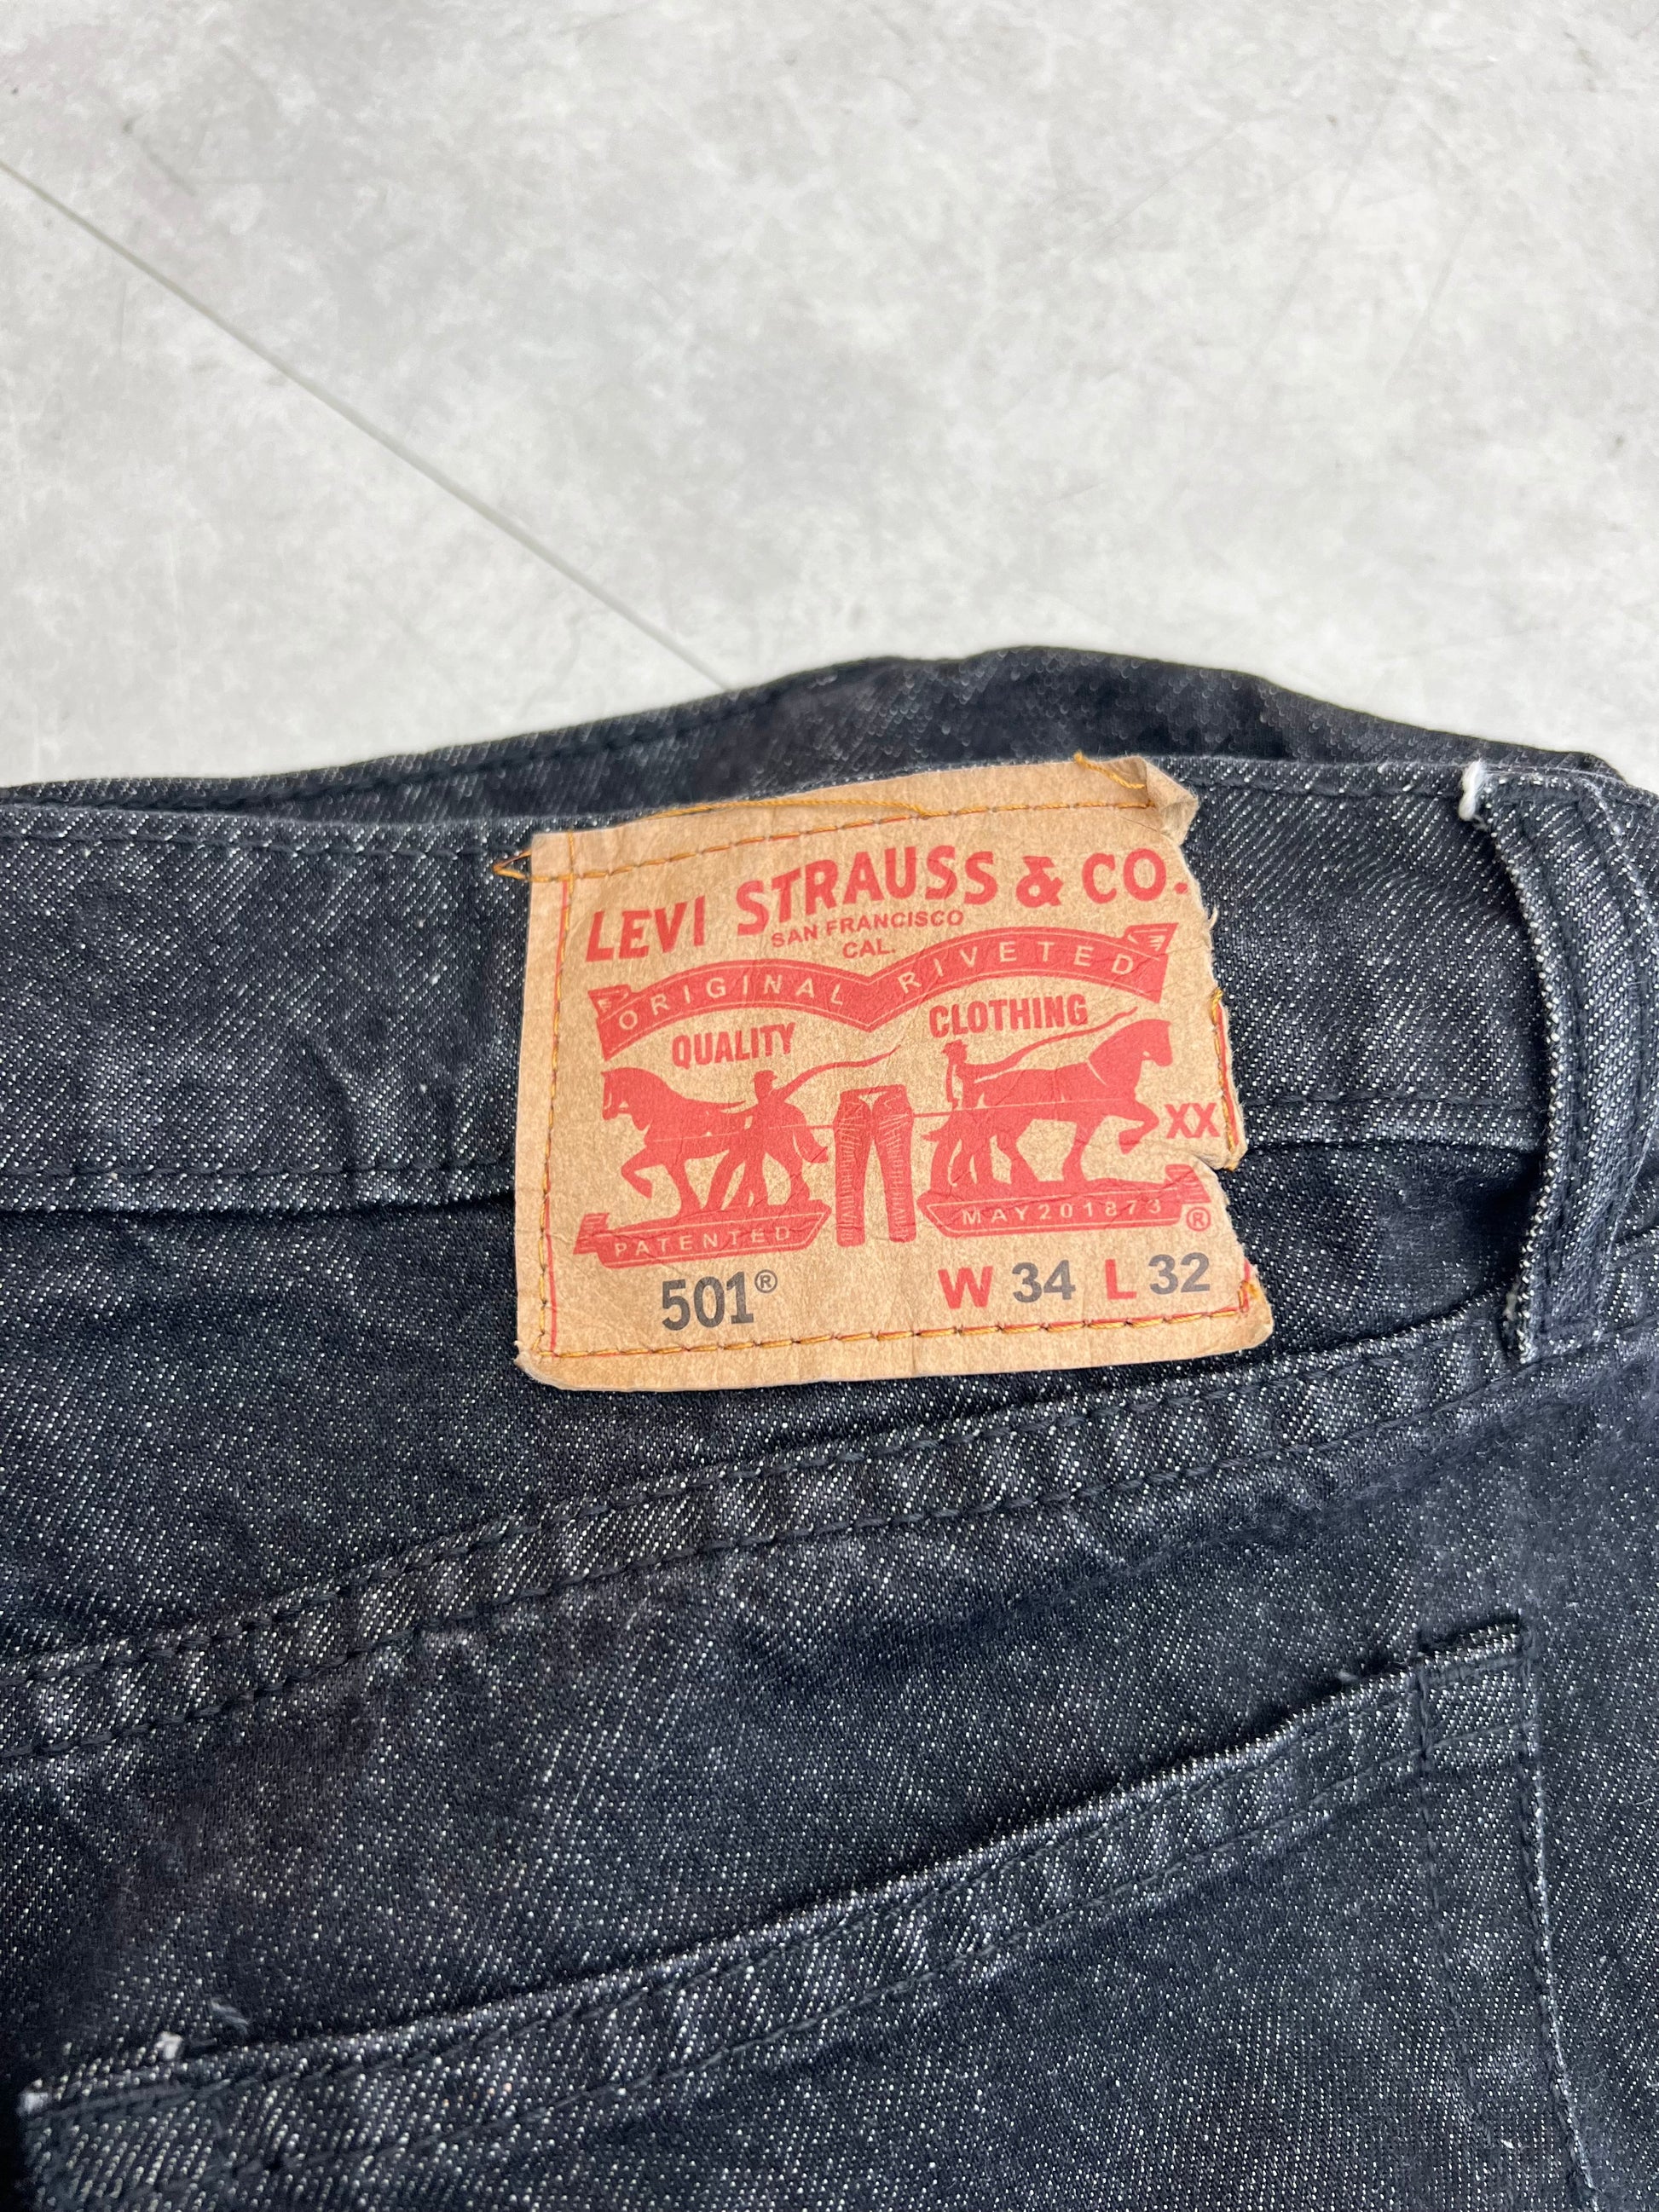 LEVI STRAUSS & CO.
SAN FRANCISCO
CAL.
ORIGINAL RIVETED
QUALITY CLOTHING
XX
PATENTED MAY 20 1873 ®
501® W 34 L 32